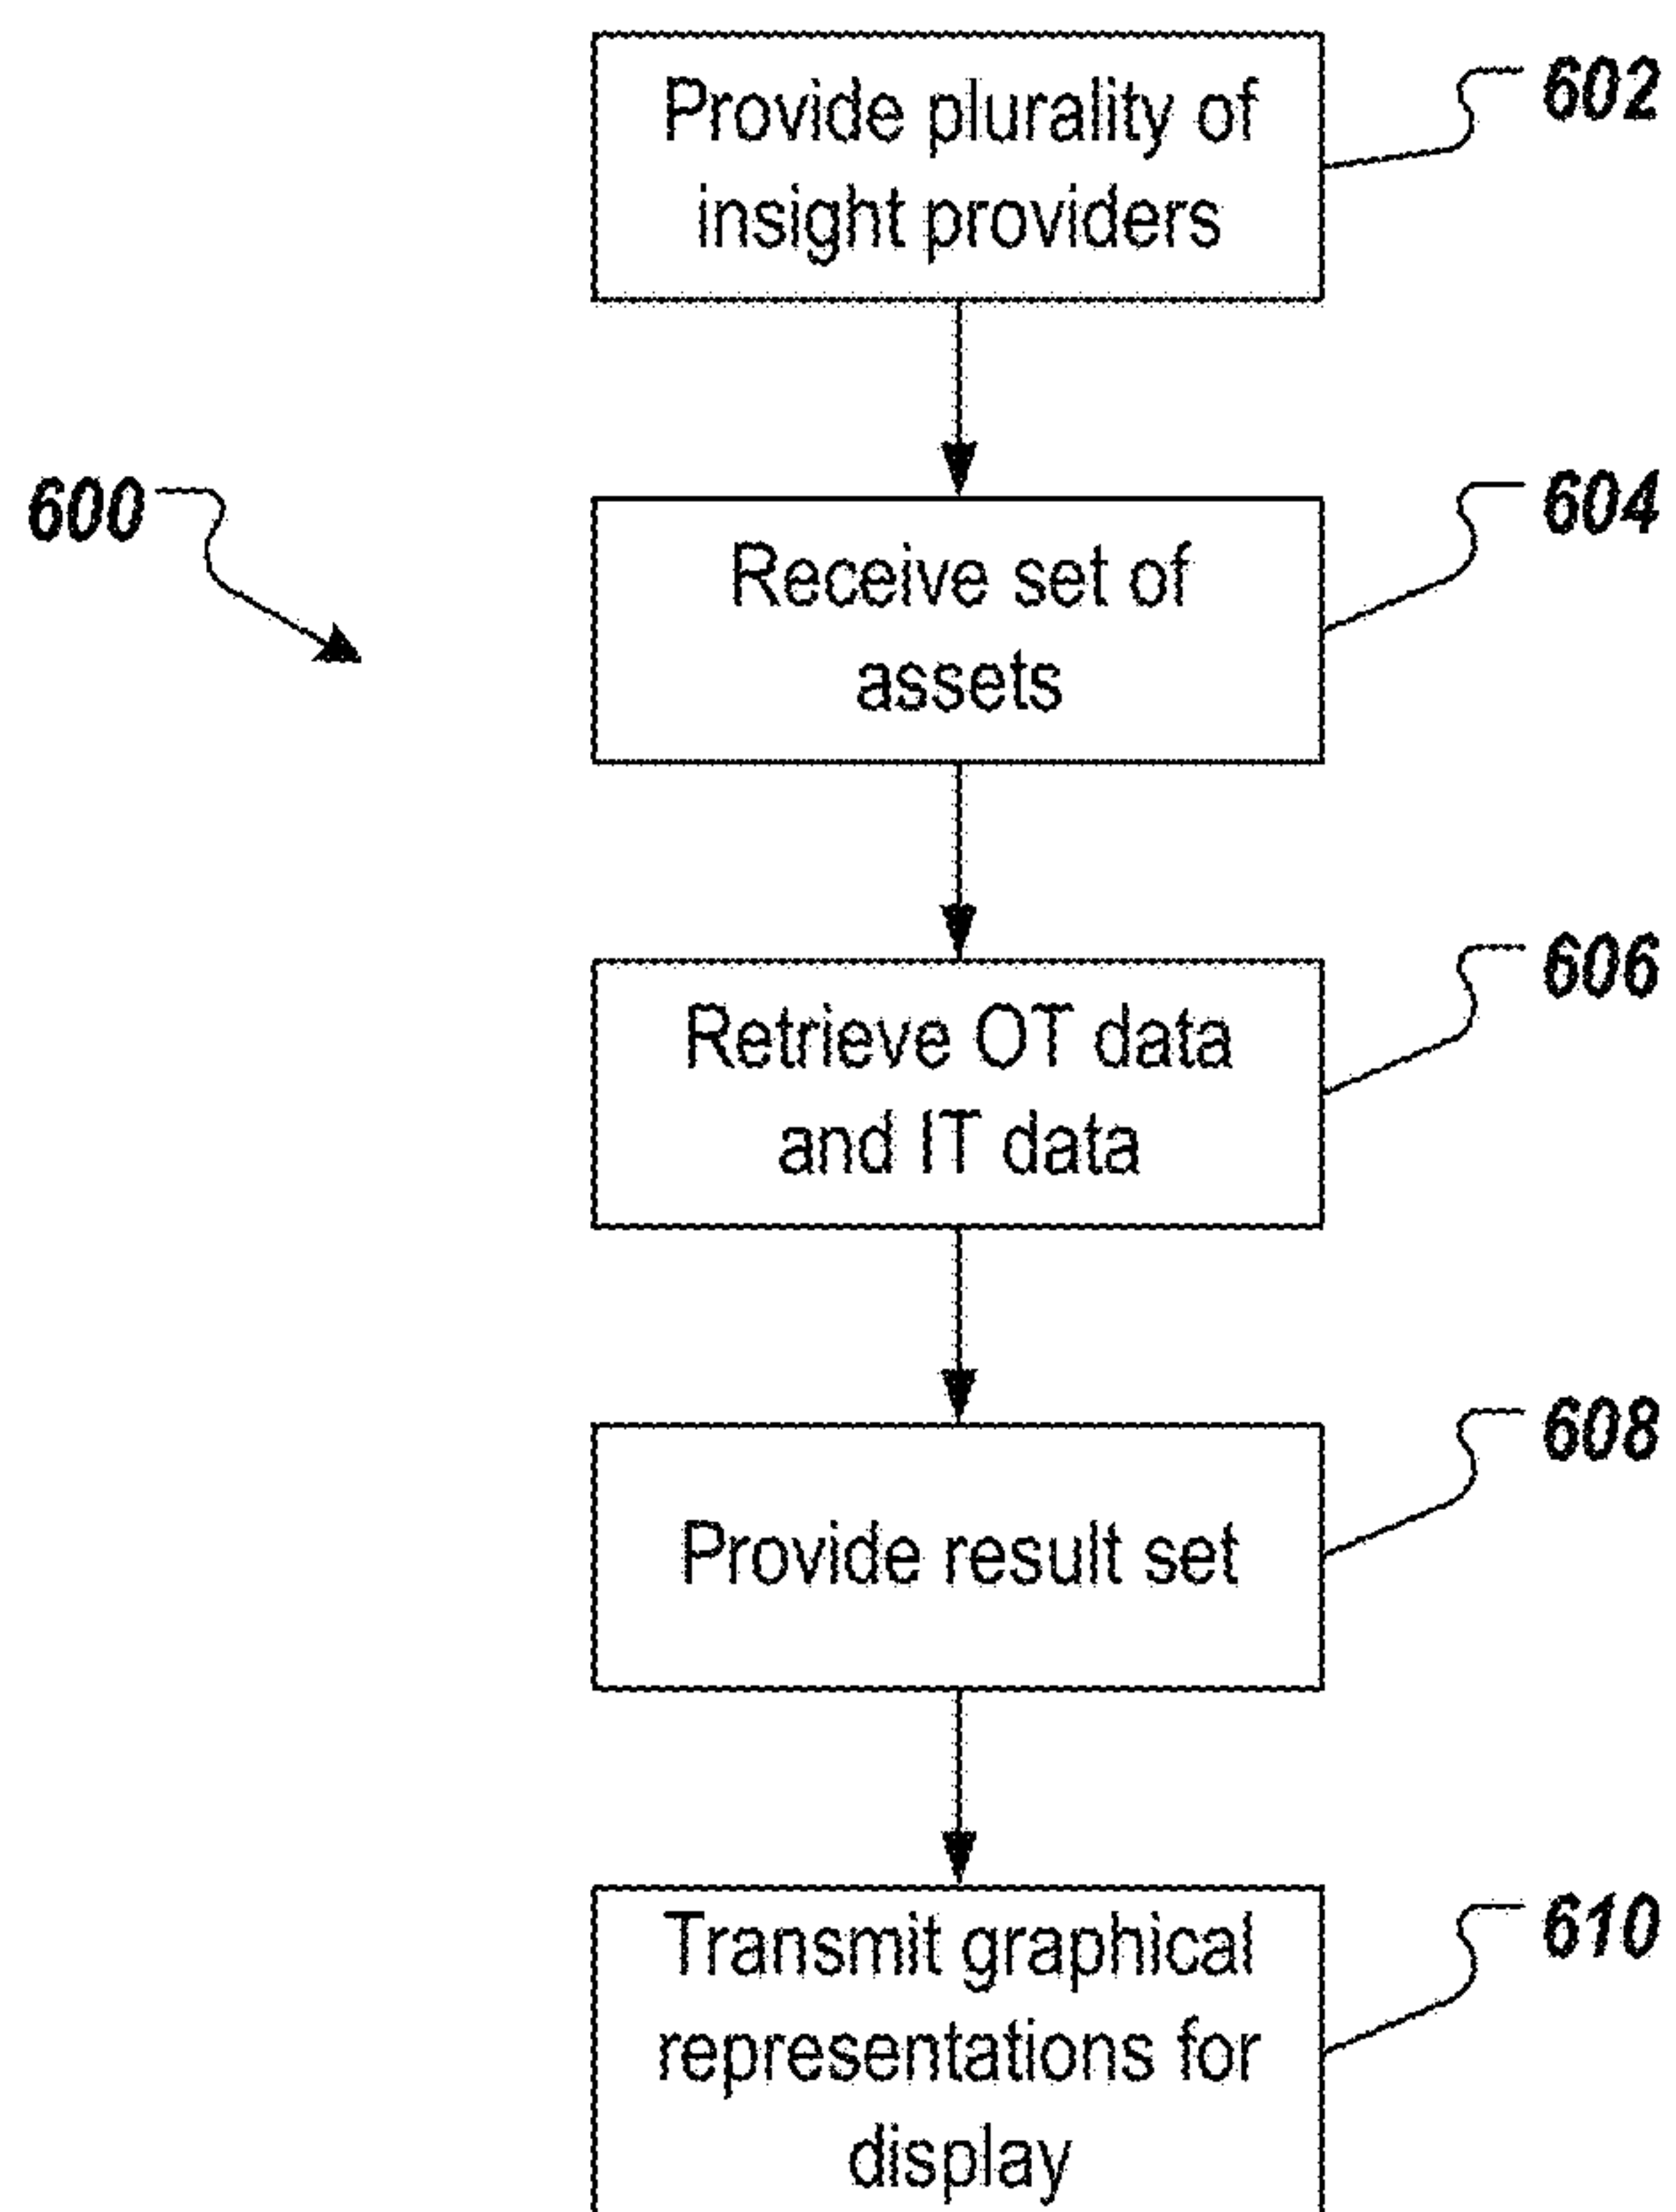 Provide plurality of
insight providers
602
600
Receive set of
assets
604
Retrieve OT data
and IT data
606
Provide result set
608
Transmit graphical
representations for
display
610